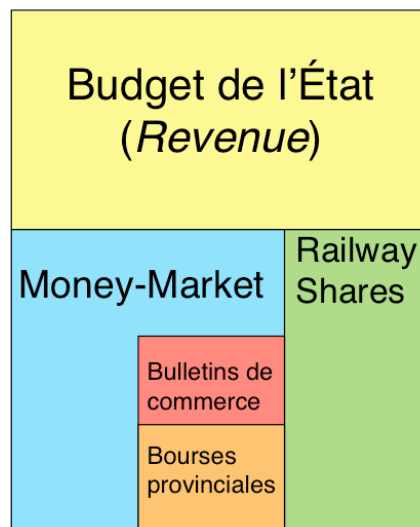 Budget de l'État
(Revenue)
Money-Market
Railway
Shares
Bulletins de
commerce
Bourses
provinciales